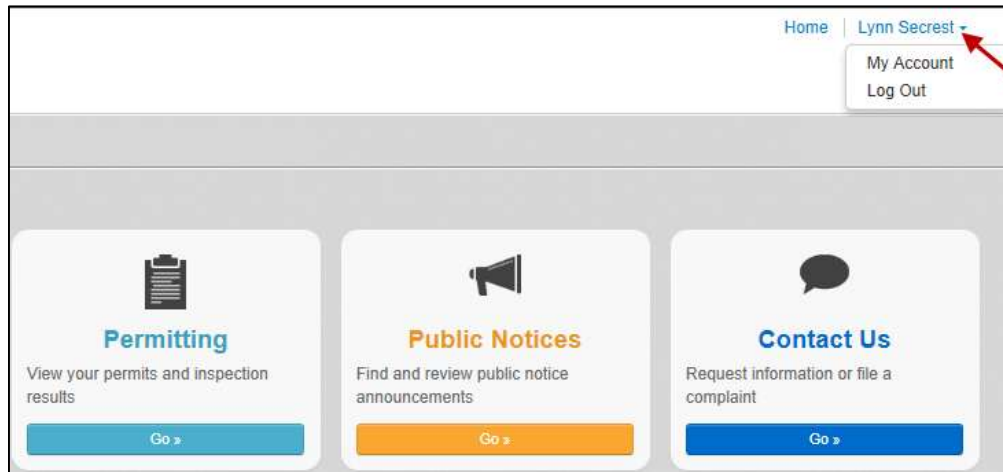 Home | Lynn Secrest
My Account
Log Out
Permitting
View your permits and inspection
results
Go »
Public Notices
Find and review public notice
announcements
Go »
Contact Us
Request information or file a
complaint
Go »